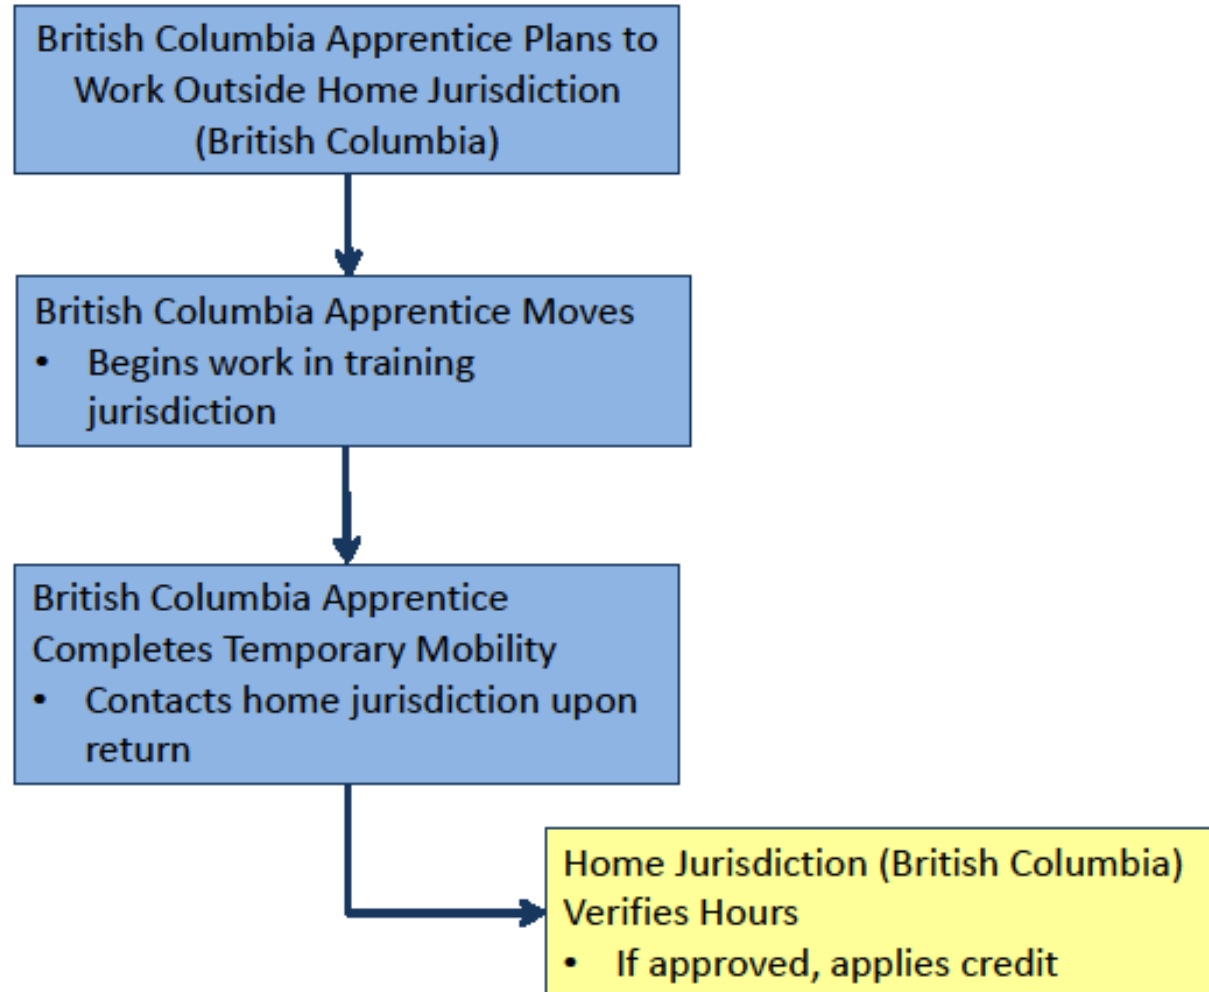 British Columbia Apprentice Plans to
Work Outside Home Jurisdiction
(British Columbia)
British Columbia Apprentice Moves
• Begins work in training
jurisdiction
British Columbia Apprentice
Completes Temporary Mobility
• Contacts home jurisdiction upon
return
Home Jurisdiction (British Columbia)
Verifies Hours
• If approved, applies credit